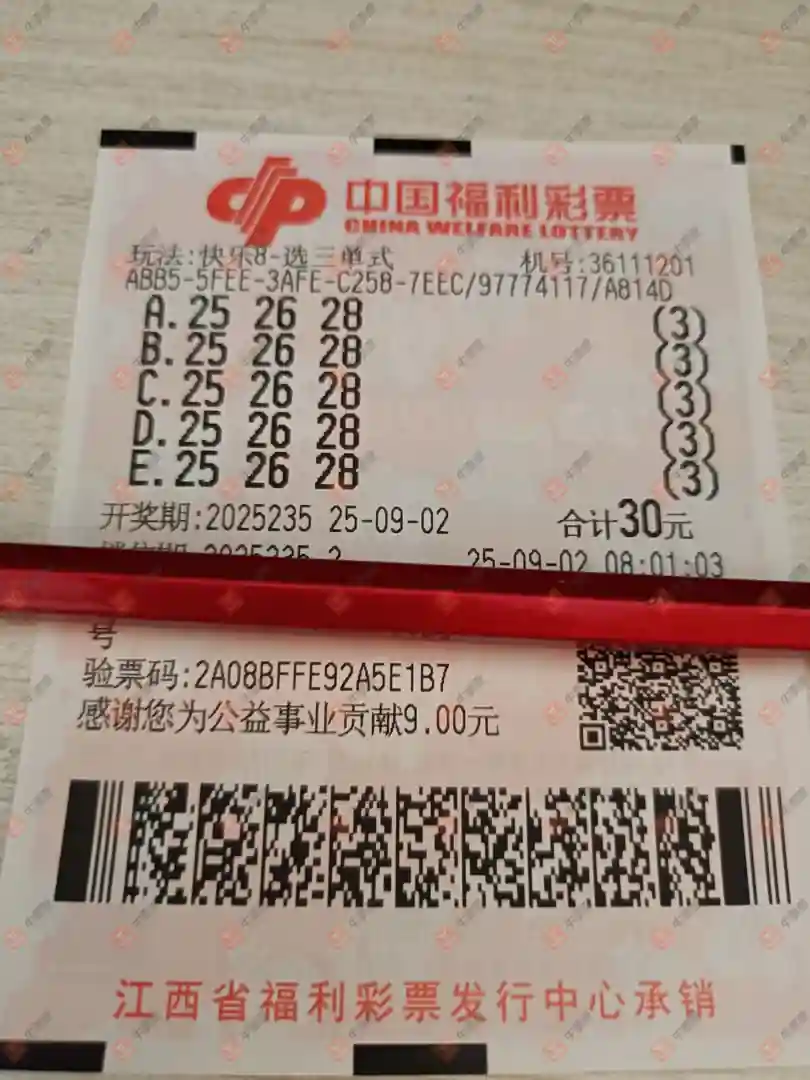 中国福利彩票
CHINA WELFARE LOTTERY
玩法:快乐8-选三单式 机号:36111201
ABB5-5FEE-3AFE-C258-7EEC/97774117/A814D
A.25 26 28 (3)
B.25 26 28 (3)
C.25 26 28 (3)
D.25 26 28 (3)
E.25 26 28 (3)
开奖期:2025235 25-09-02 合计30元
25-09-02 08:01:03
号
验票码:2A08BFFE92A5E1B7
感谢您为公益事业贡献9.00元
江西省福利彩票发行中心承销